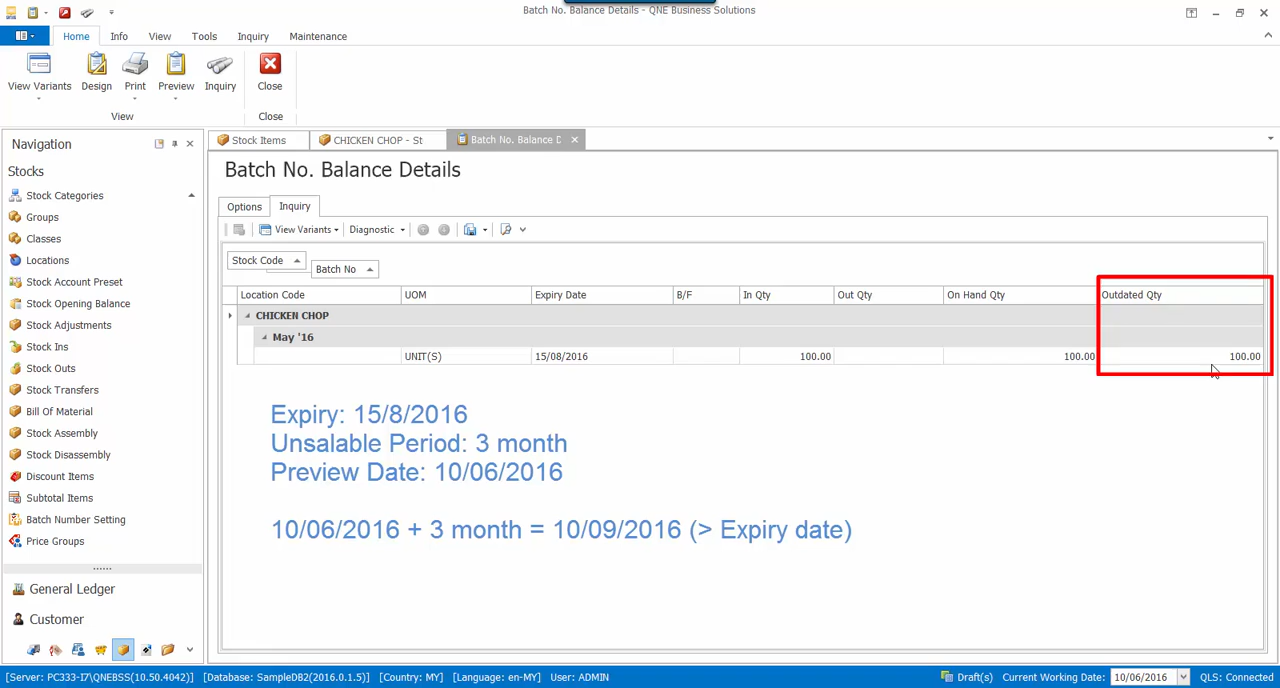 Batch No. Balance Details - QNE Business Solutions
Home Info View Tools Inquiry Maintenance
View Variants Design Print Preview Inquiry Close
View Close
Navigation
Stock Items CHICKEN CHOP - St Batch No. Balance D
Stocks
Batch No. Balance Details
Stock Categories
Groups
Classes
Locations
Stock Account Preset
Stock Opening Balance
Stock Adjustments
Stock Ins
Stock Outs
Stock Transfers
Bill Of Material
Stock Assembly
Stock Disassembly
Discount Items
Subtotal Items
Batch Number Setting
Price Groups
General Ledger
Customer
Options Inquiry
View Variants Diagnostic
Stock Code
Batch No
Location Code UOM Expiry Date B/F In Qty Out Qty On Hand Qty Outdated Qty
CHICKEN CHOP
May '16
UNIT(S) 15/08/2016 100.00 100.00 100.00
Expiry: 15/8/2016
Unsalable Period: 3 month
Preview Date: 10/06/2016
10/06/2016 + 3 month = 10/09/2016 (> Expiry date)
[Server: PC333-I7\QNEBSS(10.50.4042)] [Database: SampleDB2(2016.0.1.5)] [Country: MY] [Language: en-MY] User: ADMIN Draft(s) Current Working Date: 10/06/2016 QLS: Connected